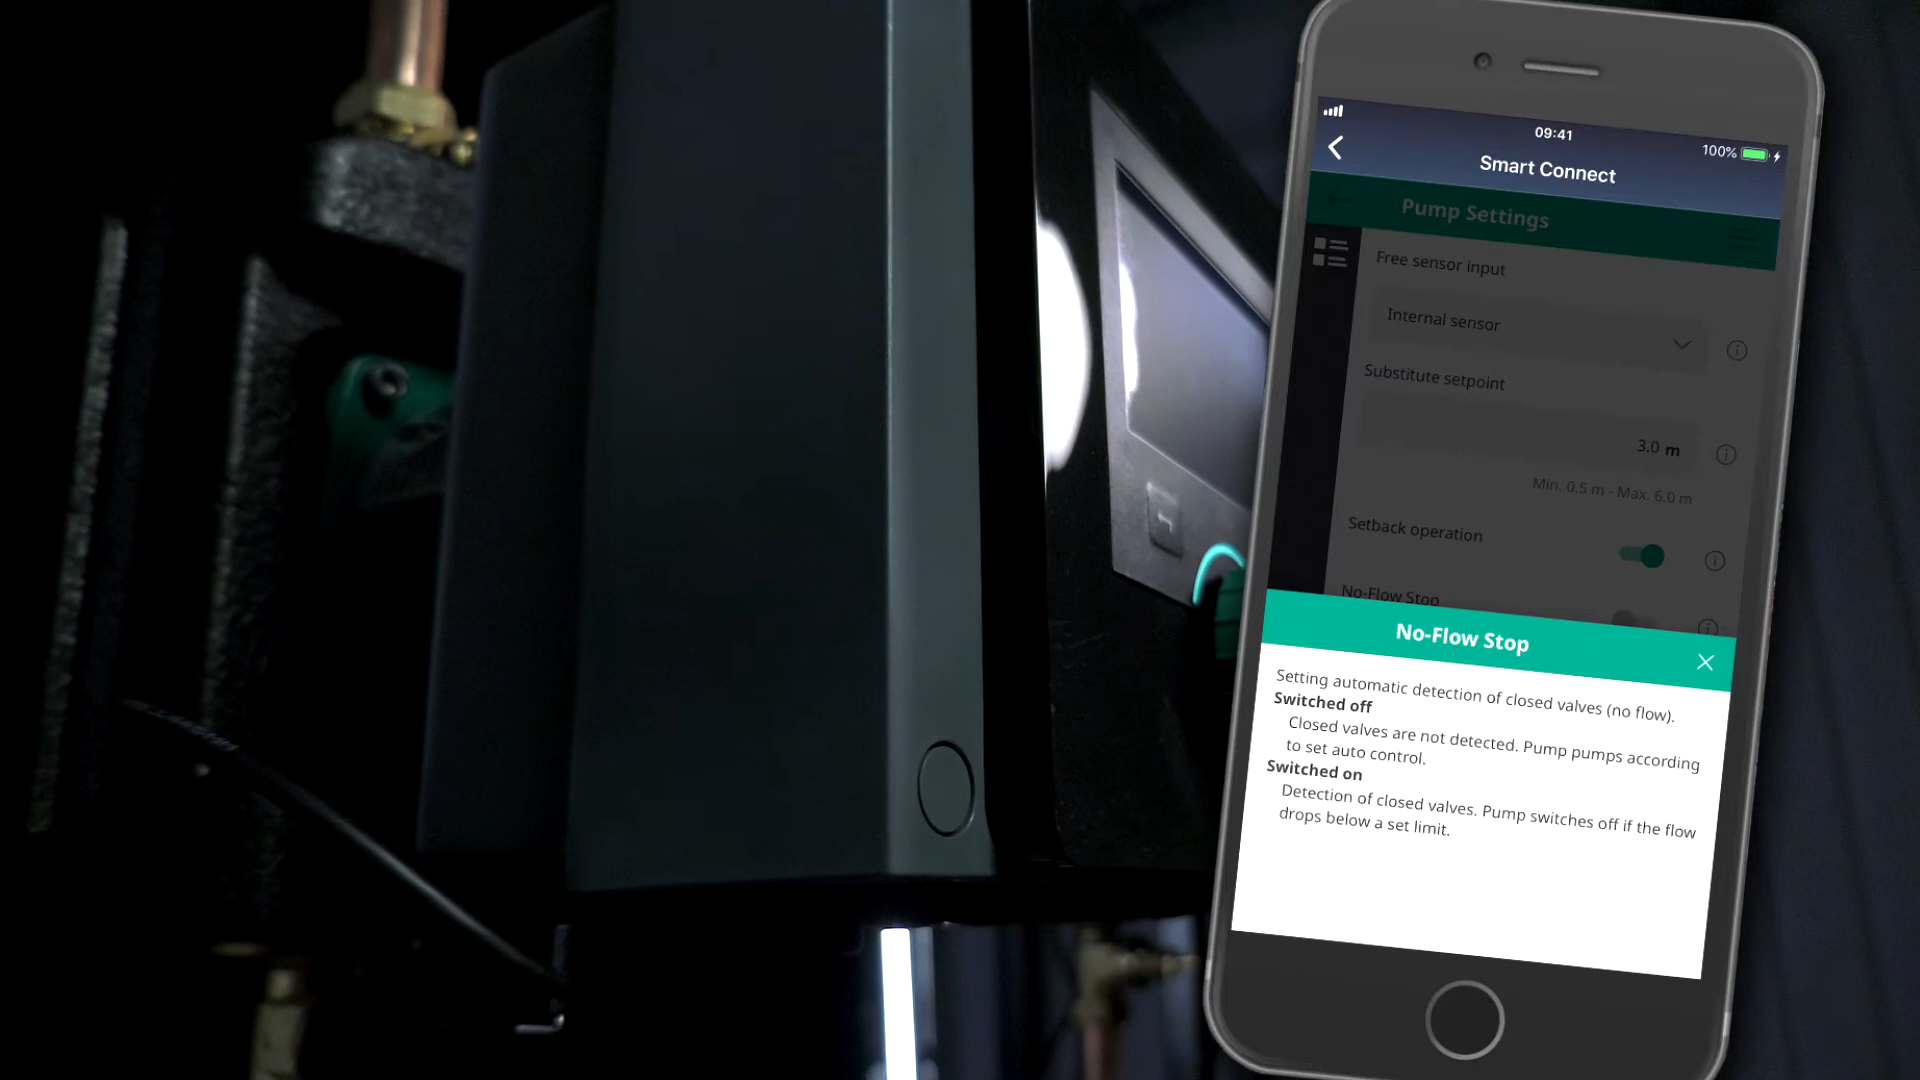 09:41
100%
Smart Connect
Pump Settings
Free sensor input
Internal sensor
Substitute setpoint
3.0 m
Min. 0.5 m - Max. 6.0 m
Setback operation
No-Flow Stop
No-Flow Stop
Setting automatic detection of closed valves (no flow).
Switched off
Closed valves are not detected. Pump pumps according
to set auto control.
Switched on
Detection of closed valves. Pump switches off if the flow
drops below a set limit.